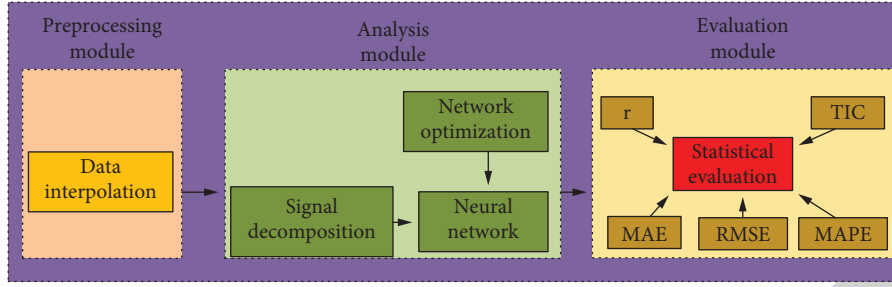 Preprocessing
module
Data
interpolation
Analysis
module
Network
optimization
Signal
decomposition
Neural
network
Evaluation
module
r
TIC
Statistical
evaluation
MAE
RMSE
MAPE